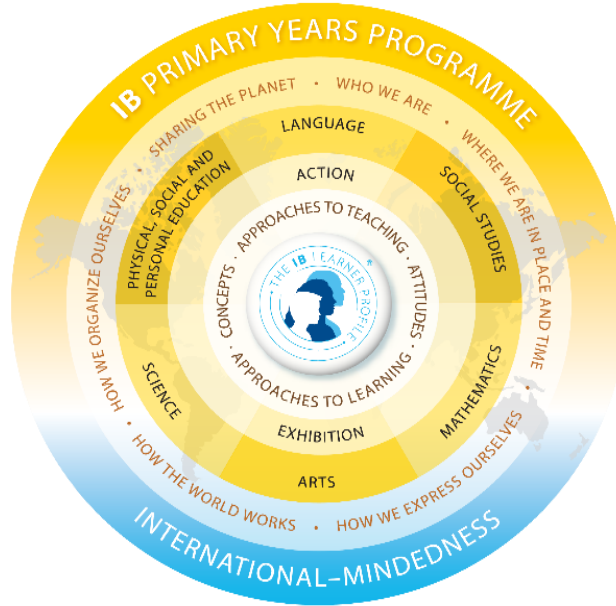 IB PRIMARY YEARS PROGRAMME
SHARING THE PLANET • WHO WE ARE • WHERE WE ARE IN PLACE AND TIME • HOW WE EXPRESS OURSELVES • HOW THE WORLD WORKS • HOW WE ORGANIZE OURSELVES •
LANGUAGE
SOCIAL STUDIES
MATHEMATICS
ARTS
SCIENCE
PHYSICAL, SOCIAL AND
PERSONAL EDUCATION
ACTION
EXHIBITION
APPROACHES TO TEACHING • ATTITUDES • APPROACHES TO LEARNING • CONCEPTS •
THE IB LEARNER PROFILE
*
INTERNATIONAL–MINDEDNESS